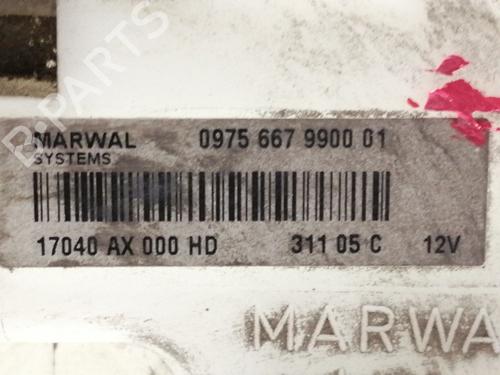 B-PARTS
MARWAL 0975 667 9900 01
SYSTEMS
17040 AX 000 HD 311 05 C 12V
MARWA